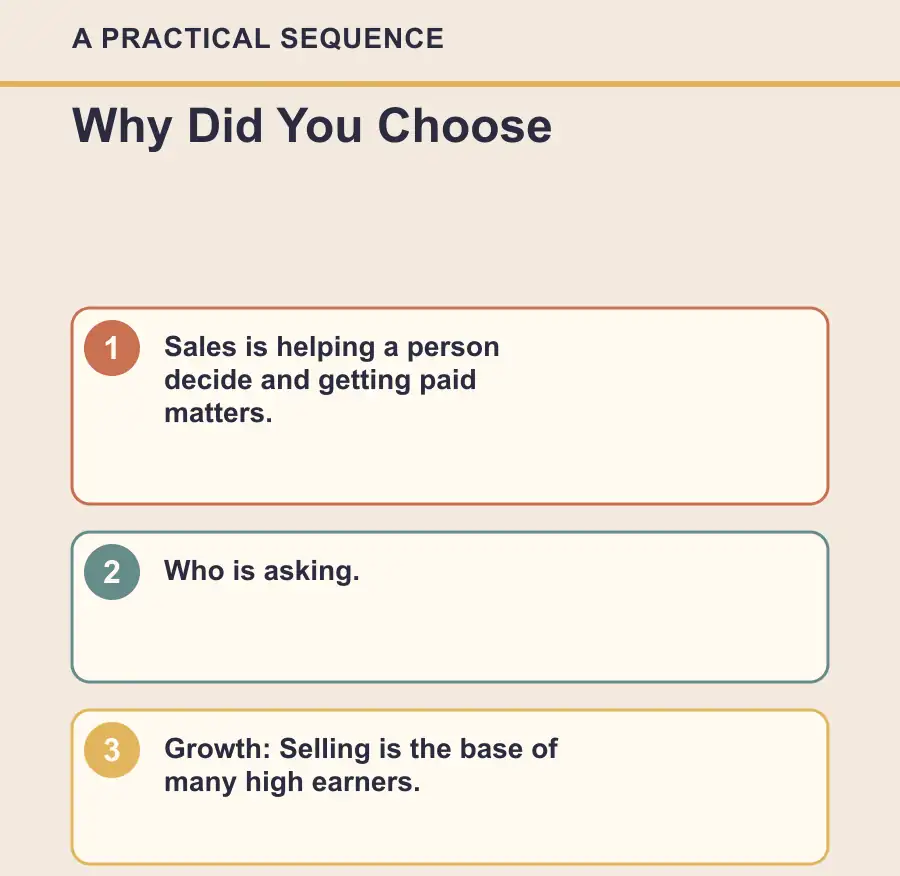 A PRACTICAL SEQUENCE
Why Did You Choose
1
Sales is helping a person
decide and getting paid
matters.
2
Who is asking.
3
Growth: Selling is the base of
many high earners.